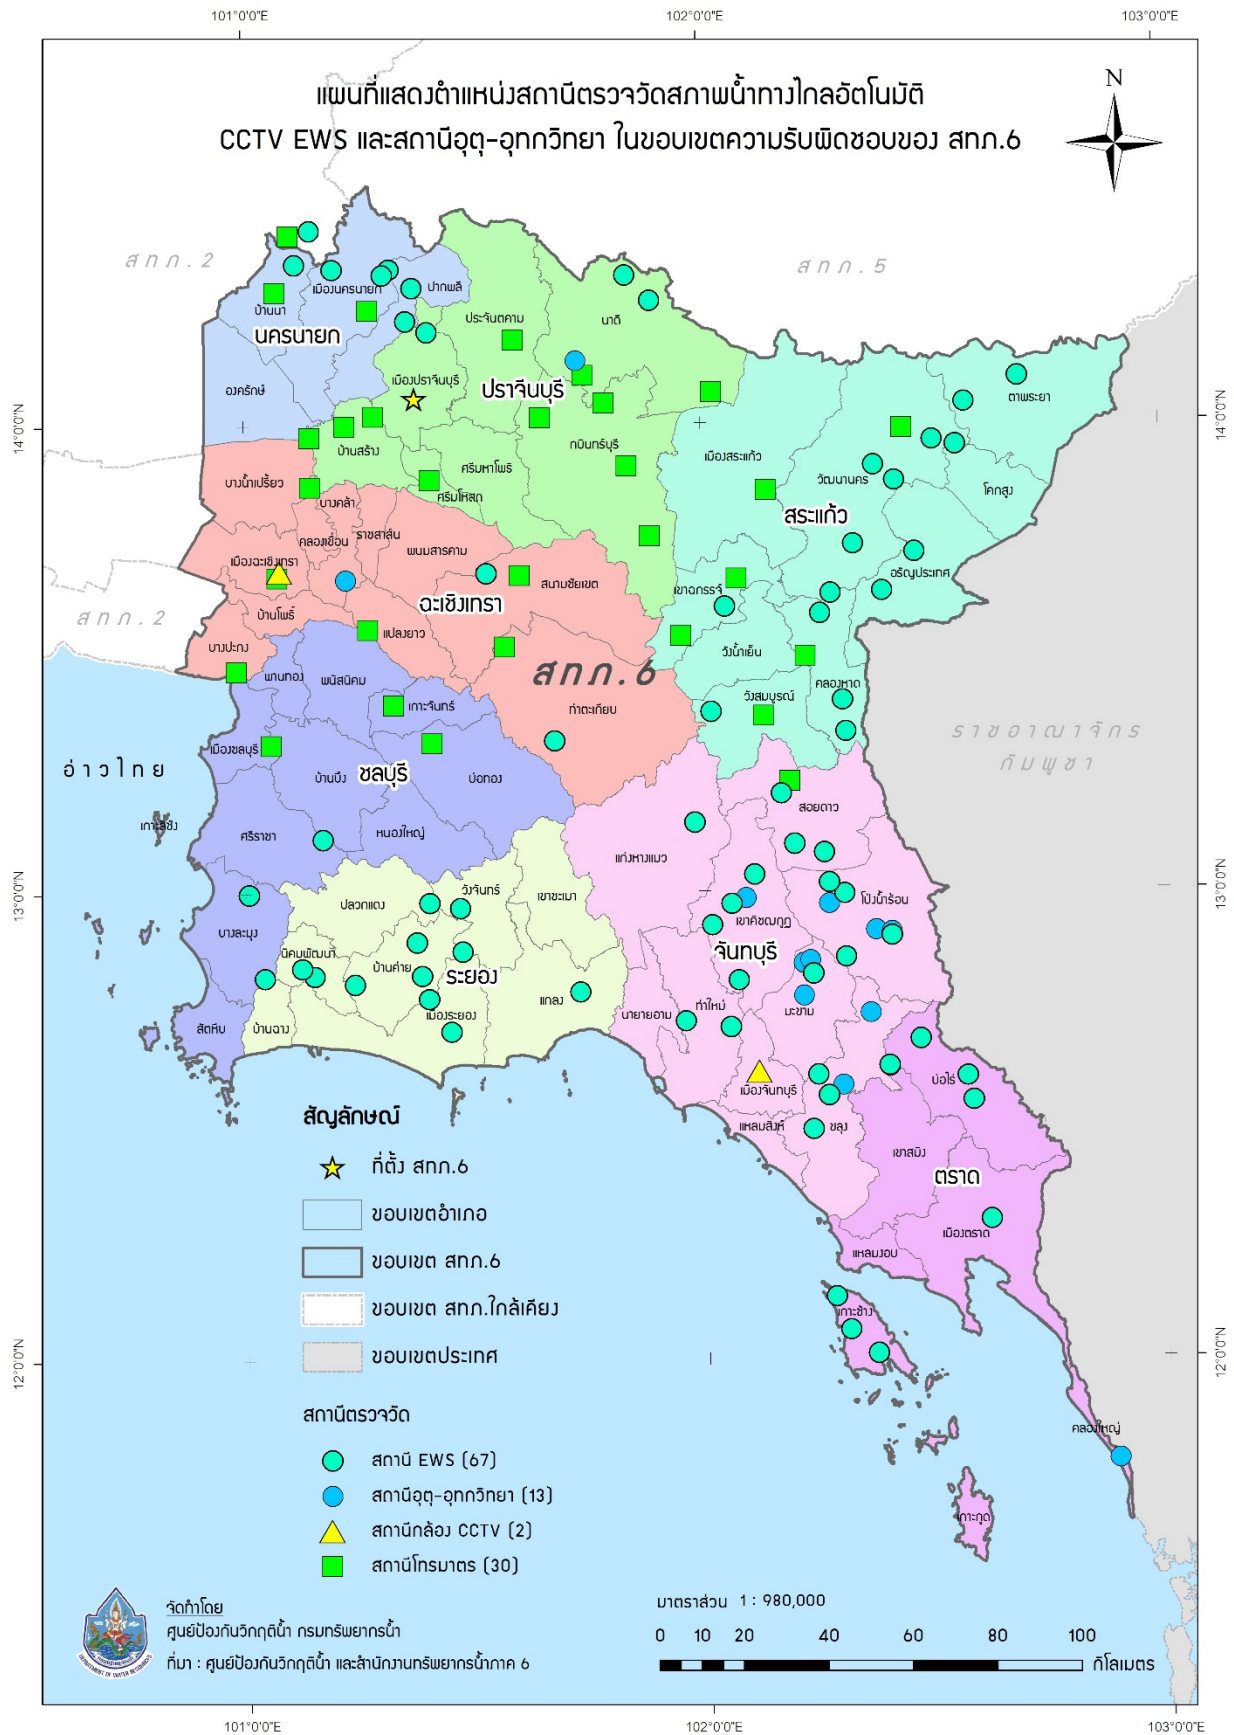 101°0'0"E
102°0'0"E
103°0'0"E
แผนที่แสดงตำแหน่งสถานีตรวจวัดสภาพน้ำทางไกลอัตโนมัติ
CCTV EWS และสถานีอุตุ-อุทกวิทยา ในขอบเขตความรับผิดชอบของ สทภ.6
N
สทภ.2
สทภ.5
เมืองนครนายก
ปากพลี
บ้านนา
นครนายก
องครักษ์
ประจันตคาม
นาดี
เมืองปราจีนบุรี
ปราจีนบุรี
บ้านสร้าง
ศรีมหาโพธิ
ศรีมโหสถ
กบินทร์บุรี
ตาพระยา
เมืองสระแก้ว
วัฒนานคร
โคกสูง
สระแก้ว
อรัญประเทศ
เขาฉกรรจ์
วังน้ำเย็น
คลองหาด
วังสมบูรณ์
14°0'0"N
14°0'0"N
บางน้ำเปรี้ยว
บางคล้า
คลองเขื่อน
ราชสาส์น
พนมสารคาม
สนามชัยเขต
เมืองฉะเชิงเทรา
ฉะเชิงเทรา
บ้านโพธิ์
แปลงยาว
บางปะกง
สทภ.2
สทภ.6
ท่าตะเกียบ
พานทอง
พนัสนิคม
เกาะจันทร์
เมืองชลบุรี
ชลบุรี
บ้านบึง
บ่อทอง
อ่าวไทย
เกาะสีชัง
ศรีราชา
หนองใหญ่
บางละมุง
สัตหีบ
ราชอาณาจักร
กัมพูชา
สอยดาว
แก่งหางแมว
โป่งน้ำร้อน
เขาคิชฌกูฏ
จันทบุรี
ท่าใหม่
นายายอาม
มะขาม
เมืองจันทบุรี
แหลมสิงห์
ขลุง
13°0'0"N
13°0'0"N
ปลวกแดง
วังจันทร์
เขาชะเมา
นิคมพัฒนา
บ้านค่าย
ระยอง
แกลง
เมืองระยอง
บ้านฉาง
บ่อไร่
เขาสมิง
ตราด
เมืองตราด
แหลมงอบ
เกาะช้าง
คลองใหญ่
เกาะกูด
12°0'0"N
12°0'0"N
สัญลักษณ์
ที่ตั้ง สทภ.6
ขอบเขตอำเภอ
ขอบเขต สทภ.6
ขอบเขต สทภ.ใกล้เคียง
ขอบเขตประเทศ
สถานีตรวจวัด
สถานี EWS (67)
สถานีอุตุ-อุทกวิทยา (13)
สถานีกล้อง CCTV (2)
สถานีโทรมาตร (30)
จัดทำโดย
ศูนย์ป้องกันวิกฤติน้ำ กรมทรัพยากรน้ำ
ที่มา : ศูนย์ป้องกันวิกฤติน้ำ และสำนักงานทรัพยากรน้ำภาค 6
DEPARTMENT OF WATER RESOURCES
มาตราส่วน 1 : 980,000
0 10 20 40 60 80 100
กิโลเมตร
101°0'0"E
102°0'0"E
103°0'0"E